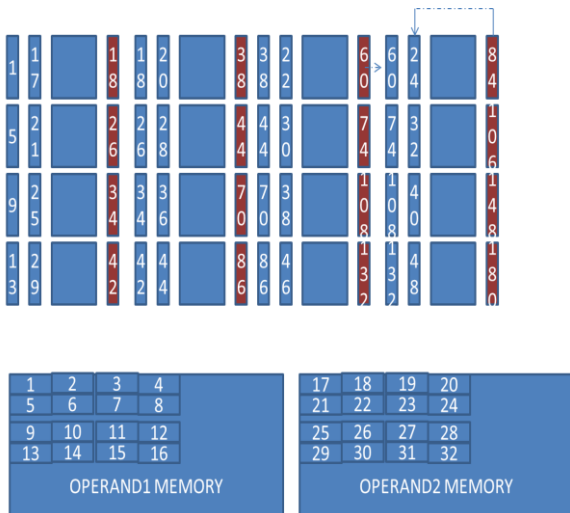 1 17 18 18 20 38 38 22 60 60 24 84
5 21 26 26 28 44 44 30 74 74 32 106
9 25 34 34 36 70 70 38 108 108 40 148
13 29 42 42 44 86 86 46 132 132 48 180
1 2 3 4
5 6 7 8
9 10 11 12
13 14 15 16
OPERAND1 MEMORY
17 18 19 20
21 22 23 24
25 26 27 28
29 30 31 32
OPERAND2 MEMORY